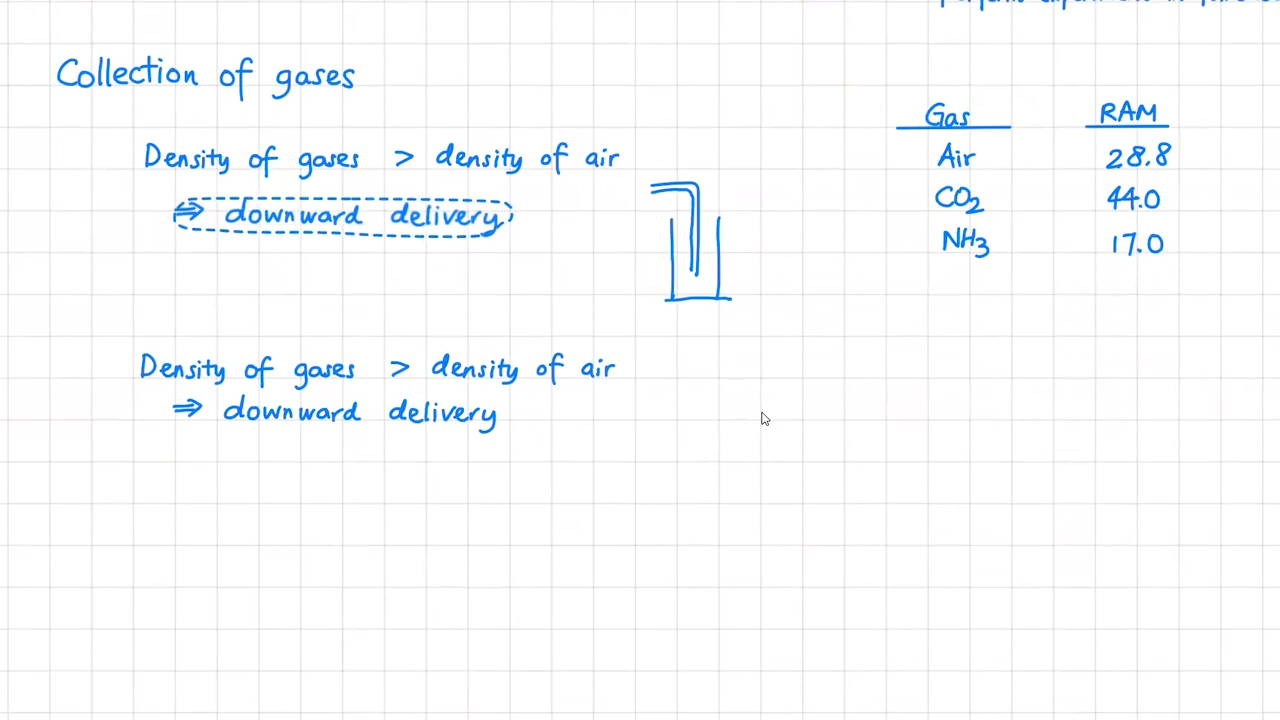 Collection of gases
Density of gases > density of air
⇒ downward delivery
Density of gases > density of air
⇒ downward delivery
Gas RAM
Air 28.8
CO₂ 44.0
NH₃ 17.0